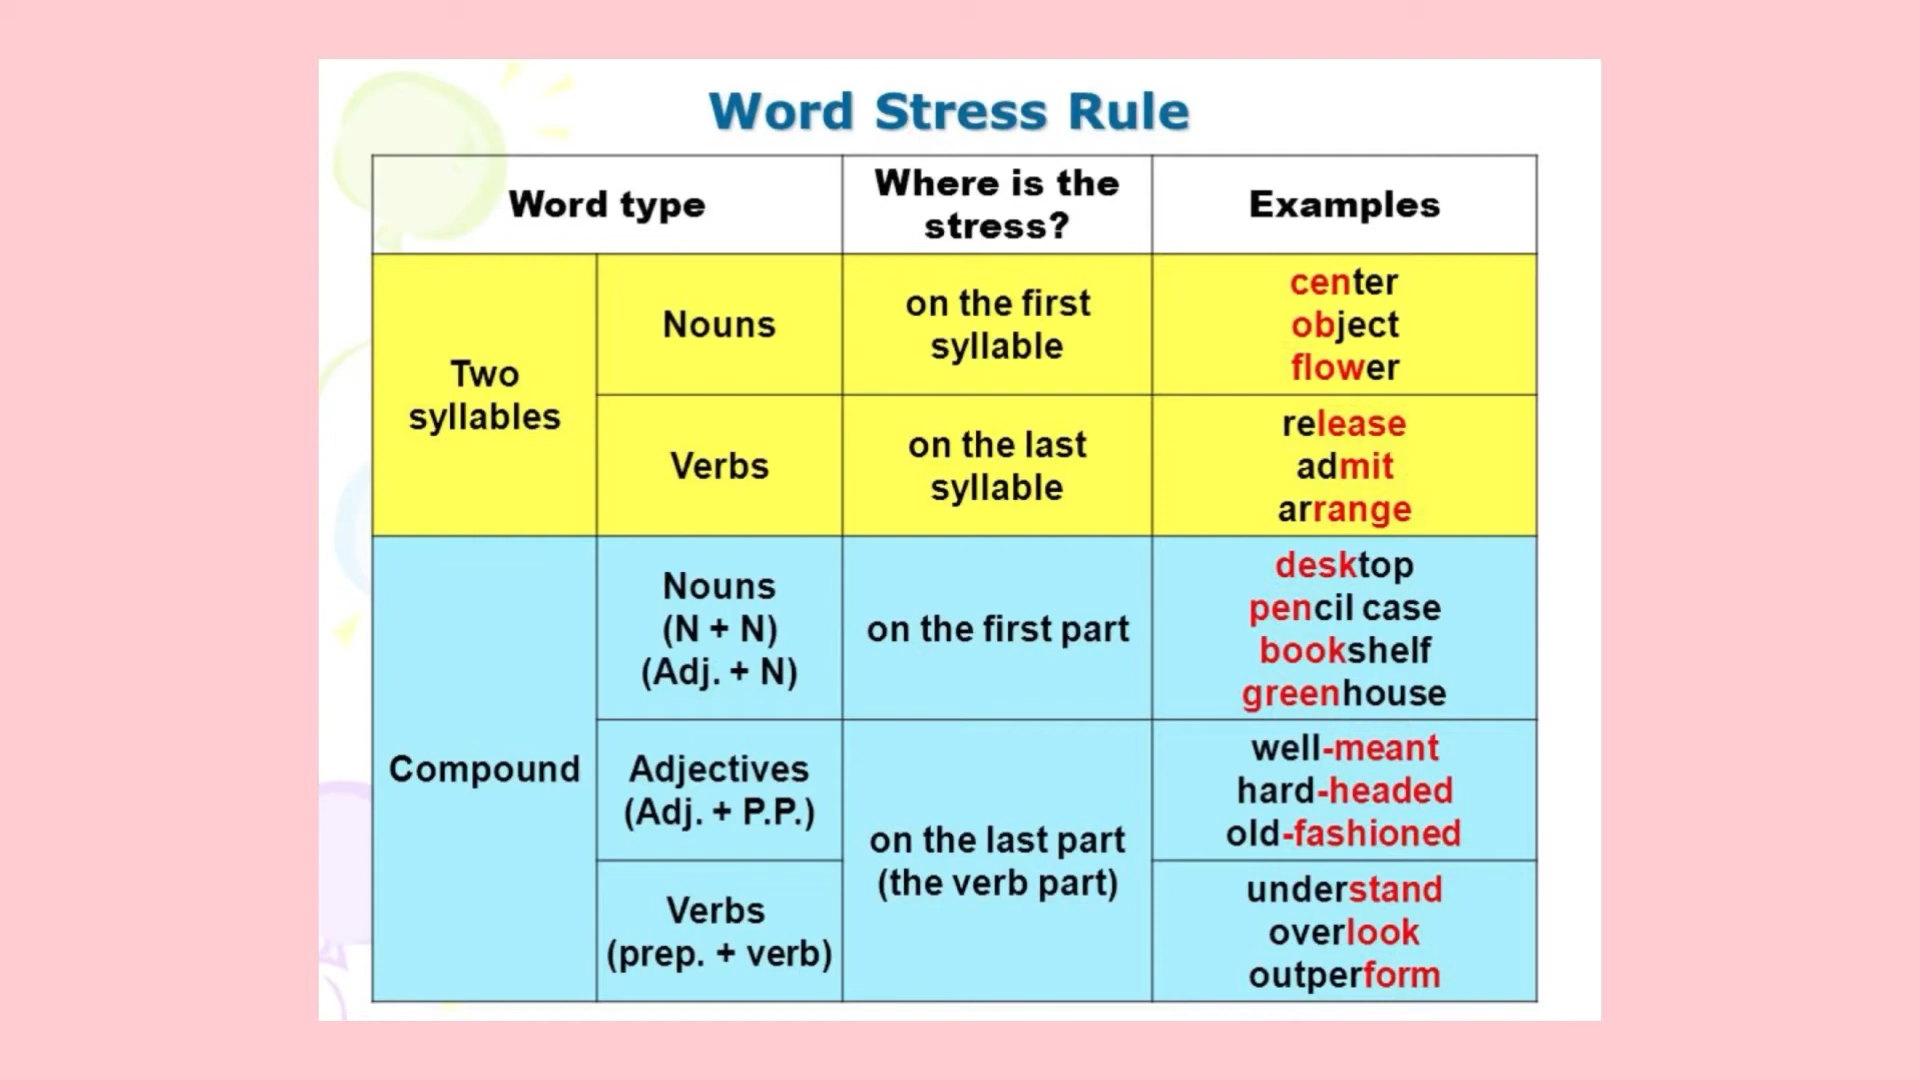 Word Stress Rule
Word type
Where is the
stress?
Examples
Two
syllables
Nouns
on the first
syllable
center
object
flower
Verbs
on the last
syllable
release
admit
arrange
Compound
Nouns
(N + N)
(Adj. + N)
on the first part
desktop
pencil case
bookshelf
greenhouse
Adjectives
(Adj. + P.P.)
on the last part
(the verb part)
well-meant
hard-headed
old-fashioned
Verbs
(prep. + verb)
understand
overlook
outperform